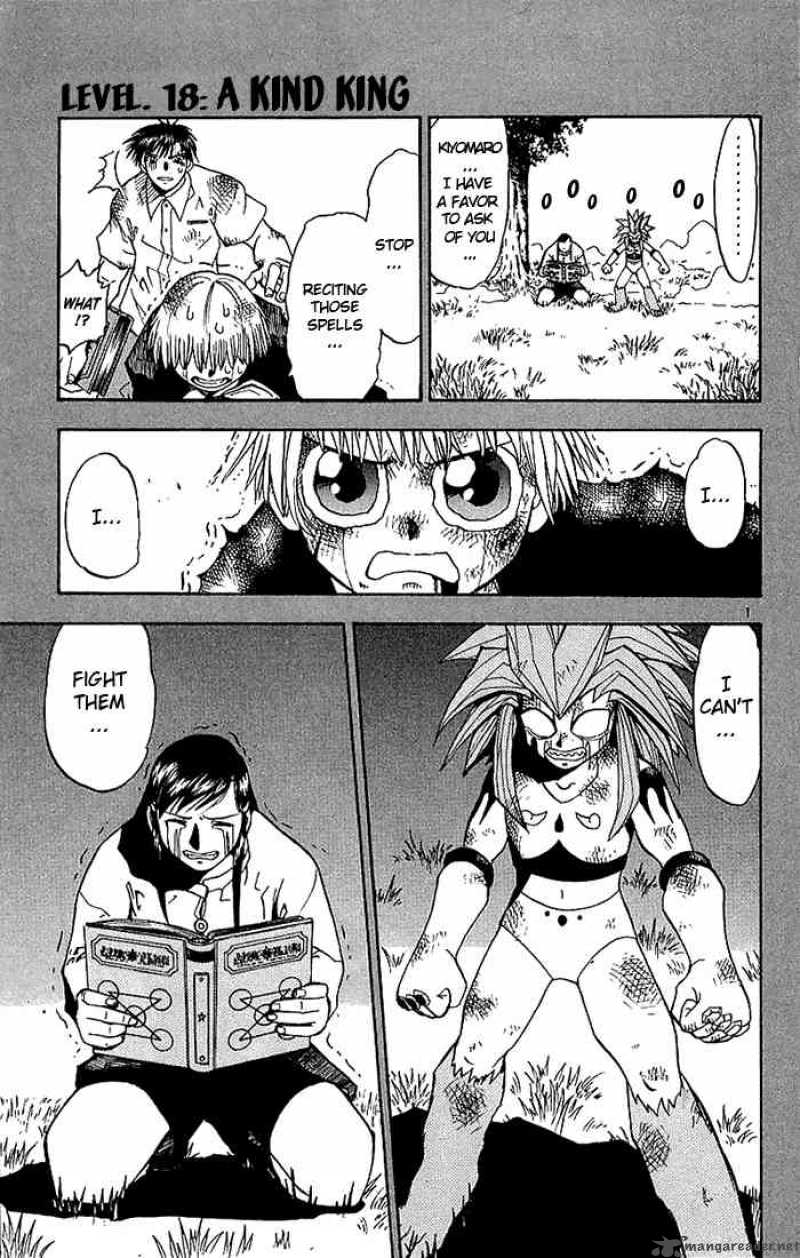 LEVEL. 18: A KIND KING
.......
KIYOMARO
...
I HAVE
A FAVOR
TO ASK
OF YOU
...
STOP
...
RECITING
THOSE
SPELLS
...
WHAT
!?
I...
I...
1
I
CAN'T
...
FIGHT
THEM
...
mangareader.net